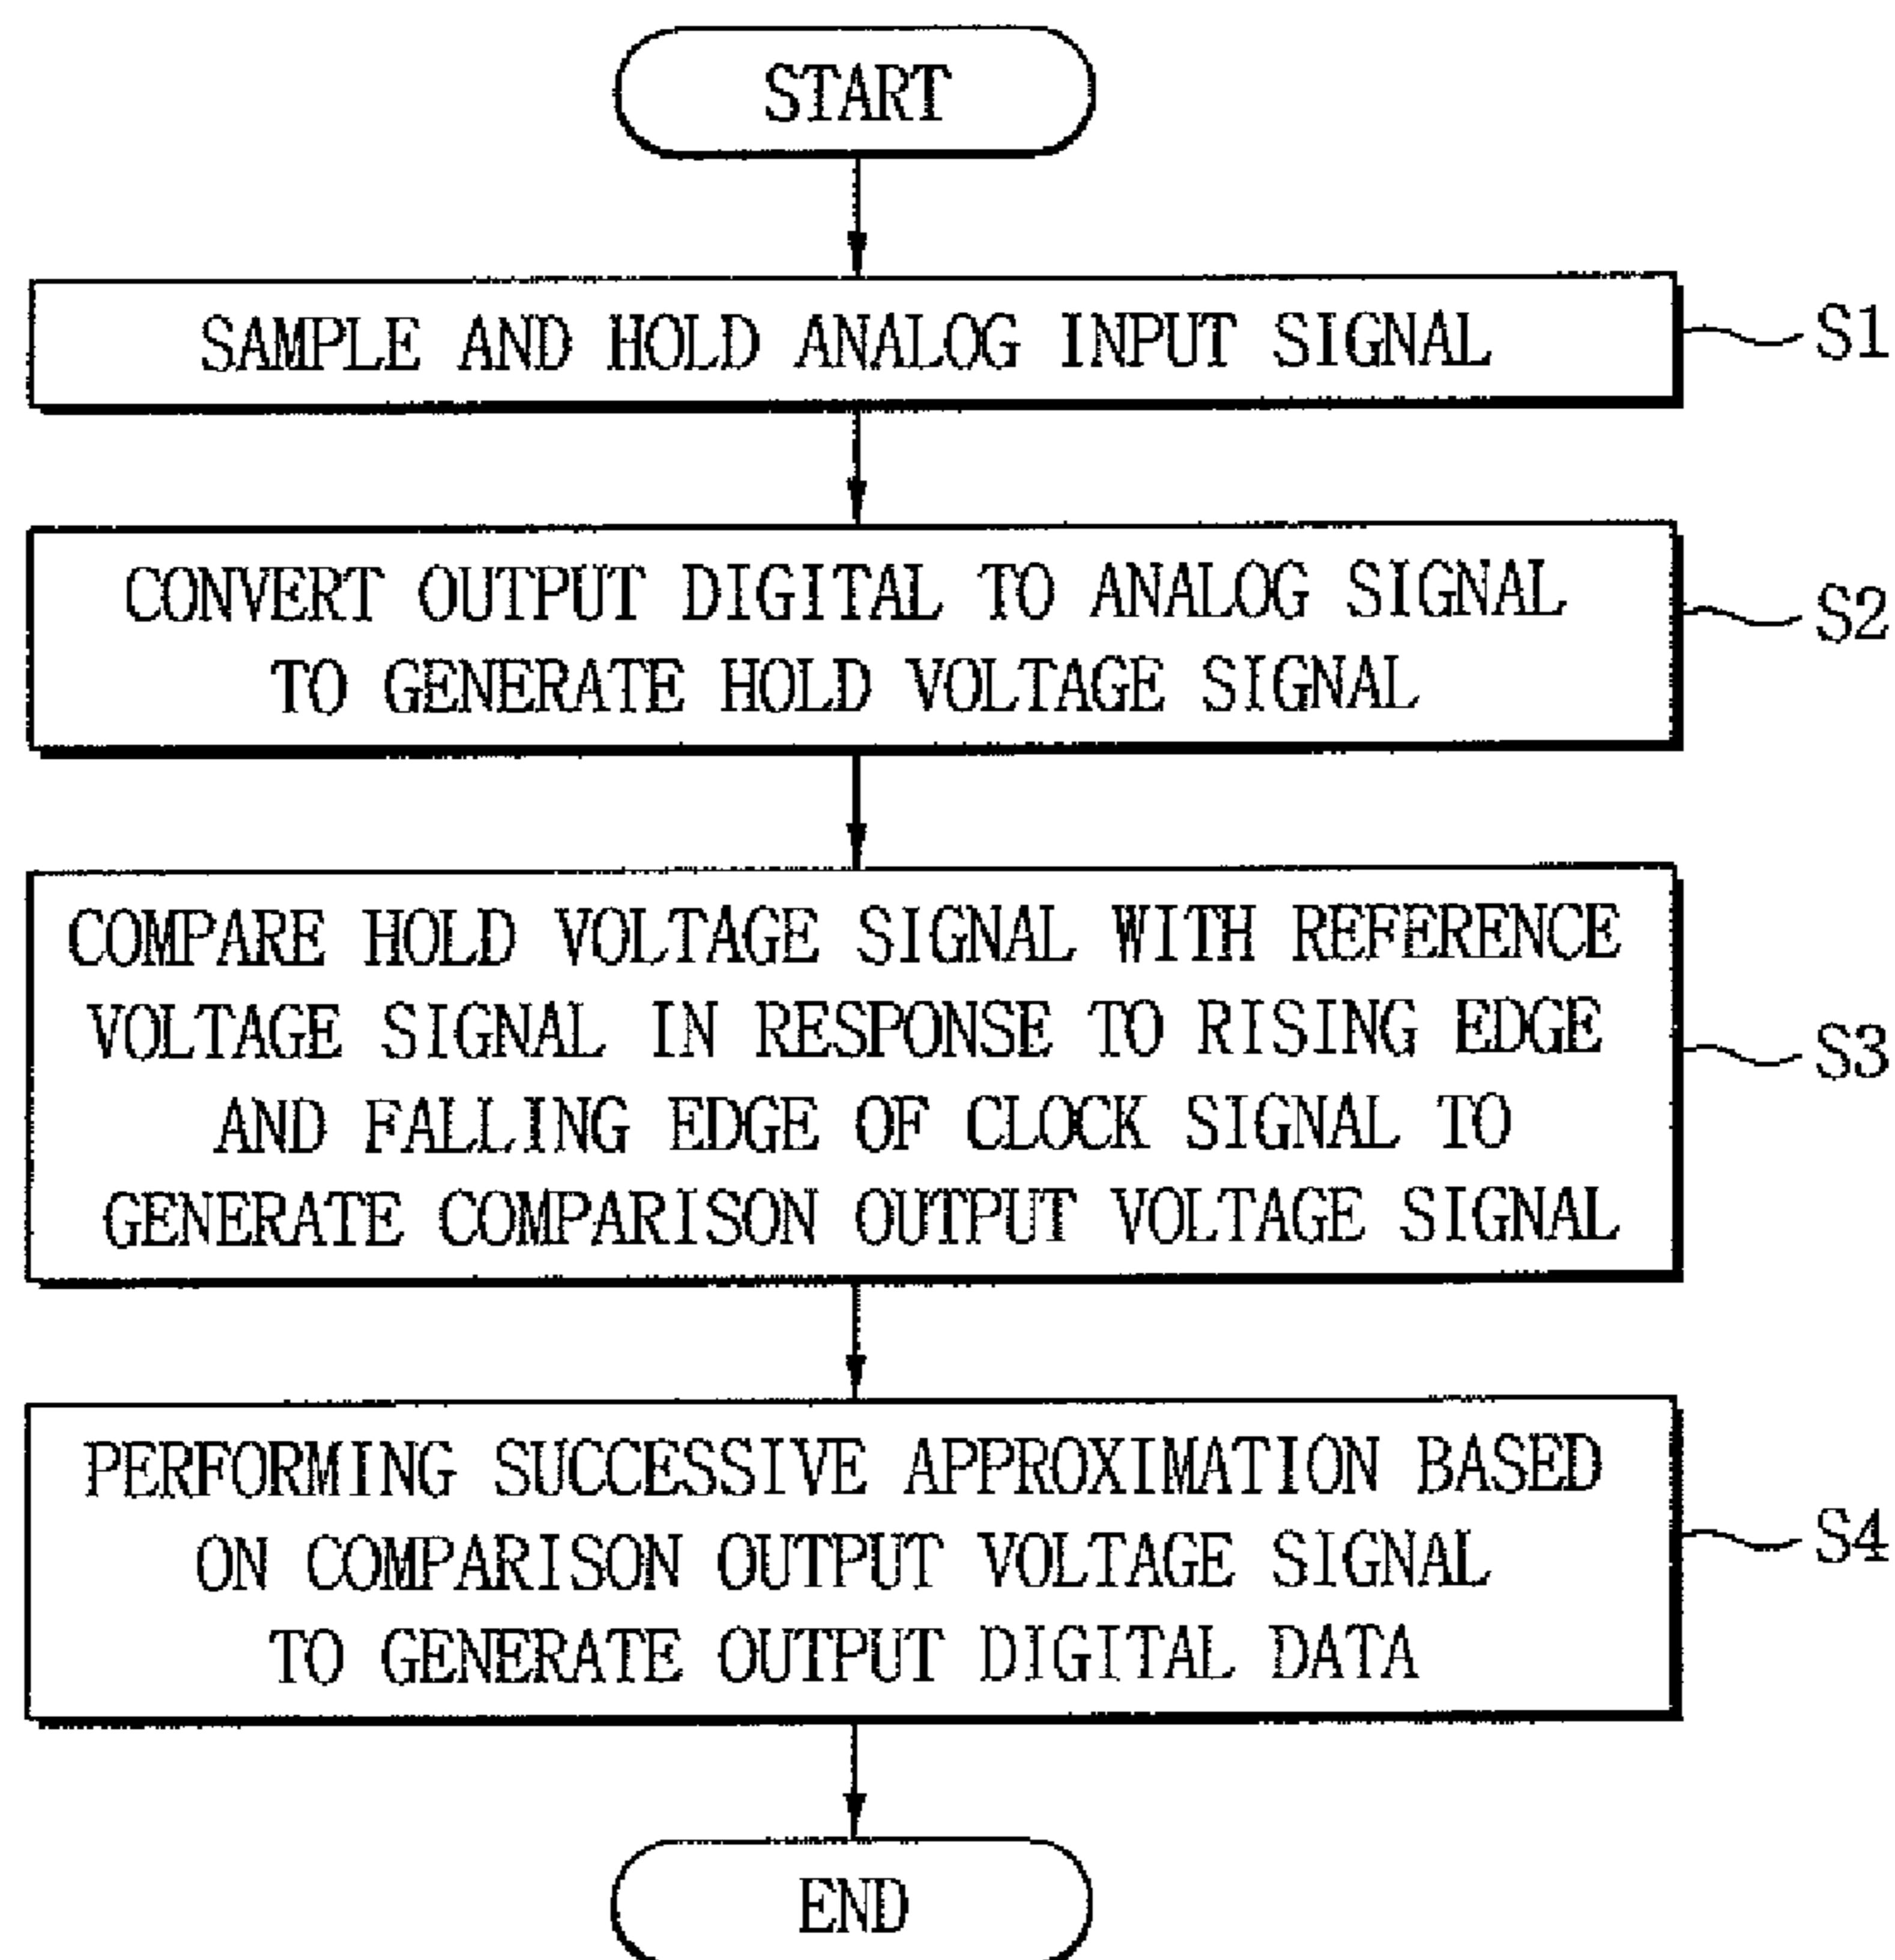 START
SAMPLE AND HOLD ANALOG INPUT SIGNAL
S1
CONVERT OUTPUT DIGITAL TO ANALOG SIGNAL
TO GENERATE HOLD VOLTAGE SIGNAL
S2
COMPARE HOLD VOLTAGE SIGNAL WITH REFERENCE
VOLTAGE SIGNAL IN RESPONSE TO RISING EDGE
AND FALLING EDGE OF CLOCK SIGNAL TO
GENERATE COMPARISON OUTPUT VOLTAGE SIGNAL
S3
PERFORMING SUCCESSIVE APPROXIMATION BASED
ON COMPARISON OUTPUT VOLTAGE SIGNAL
TO GENERATE OUTPUT DIGITAL DATA
S4
END